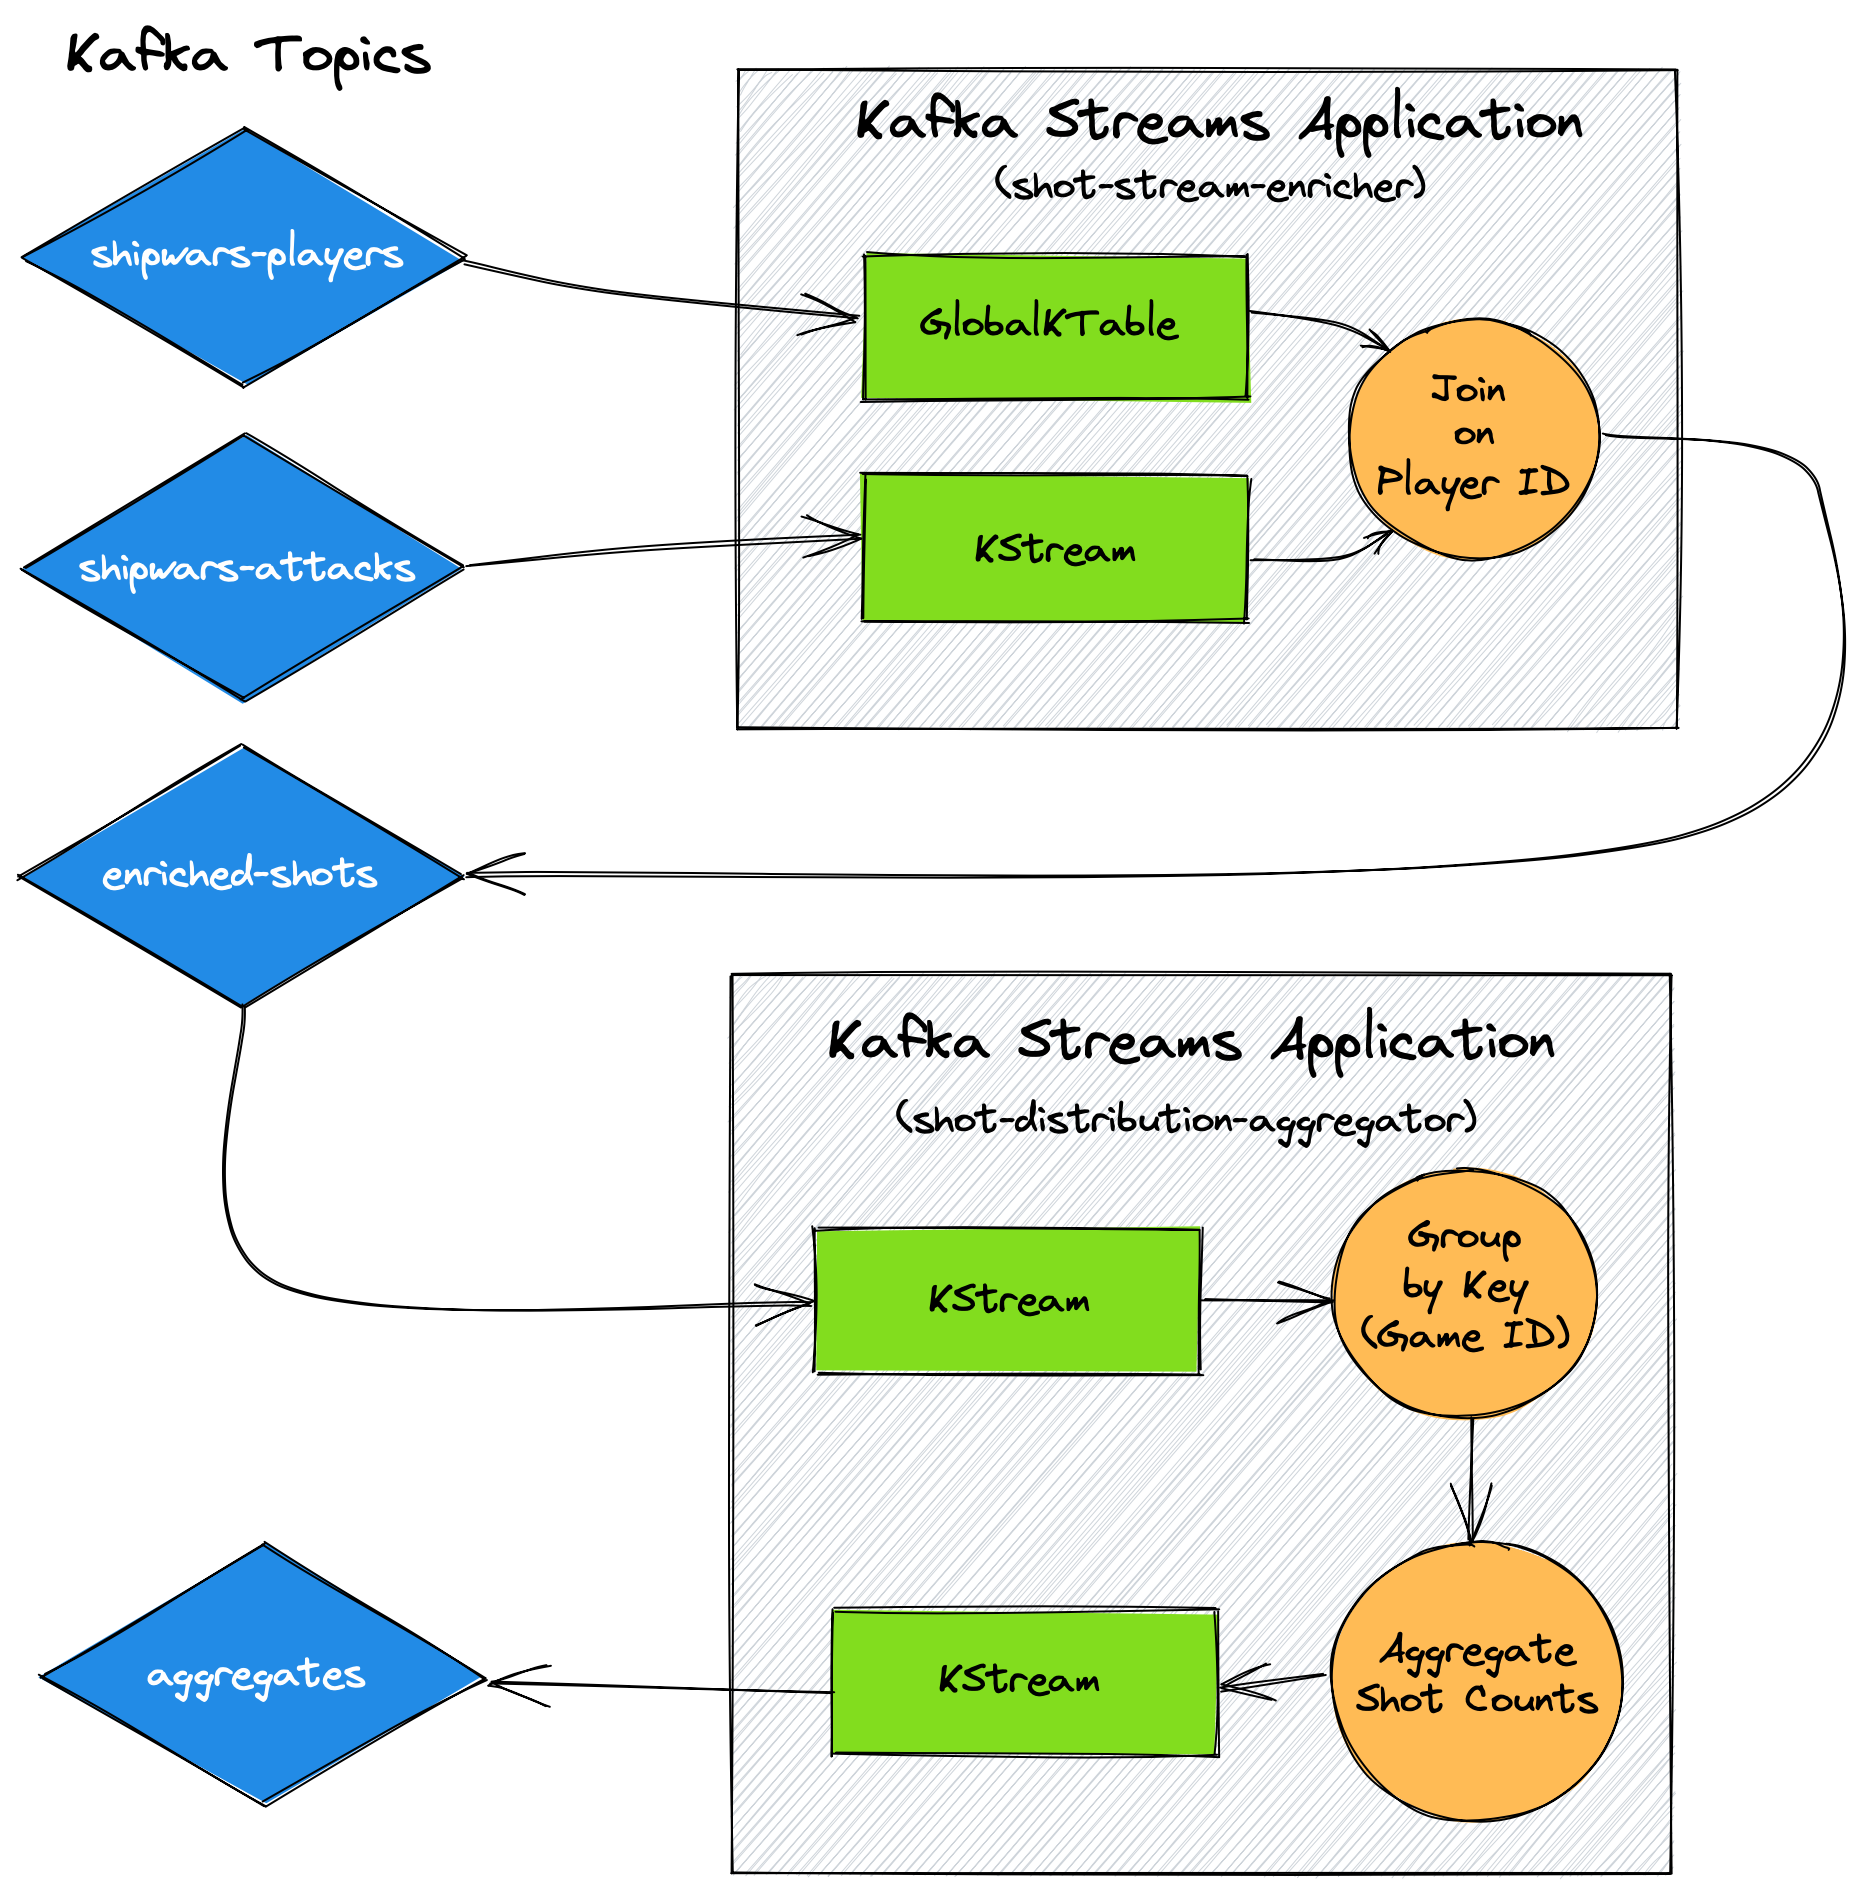 Kafka Topics
Kafka Streams Application
(shot-stream-enricher)
shipwars-players
GlobalKTable
Join
on
Player ID
shipwars-attacks
KStream
enriched-shots
Kafka Streams Application
(shot-distribution-aggregator)
KStream
Group
by Key
(Game ID)
Aggregate
Shot Counts
KStream
aggregates